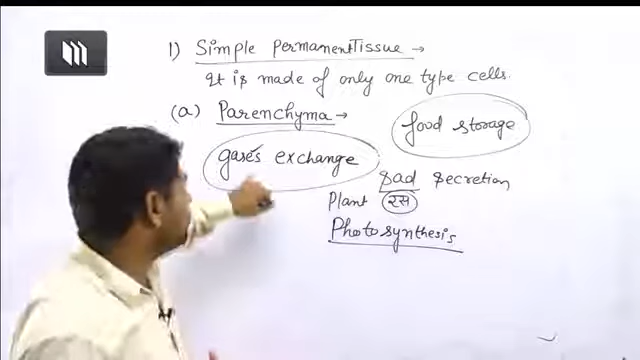 1) Simple Permanent Tissue →
It is made of only one type cells.
(a) Parenchyma →
food storage
gases exchange
sad secretion
Plant रस
Photosynthesis